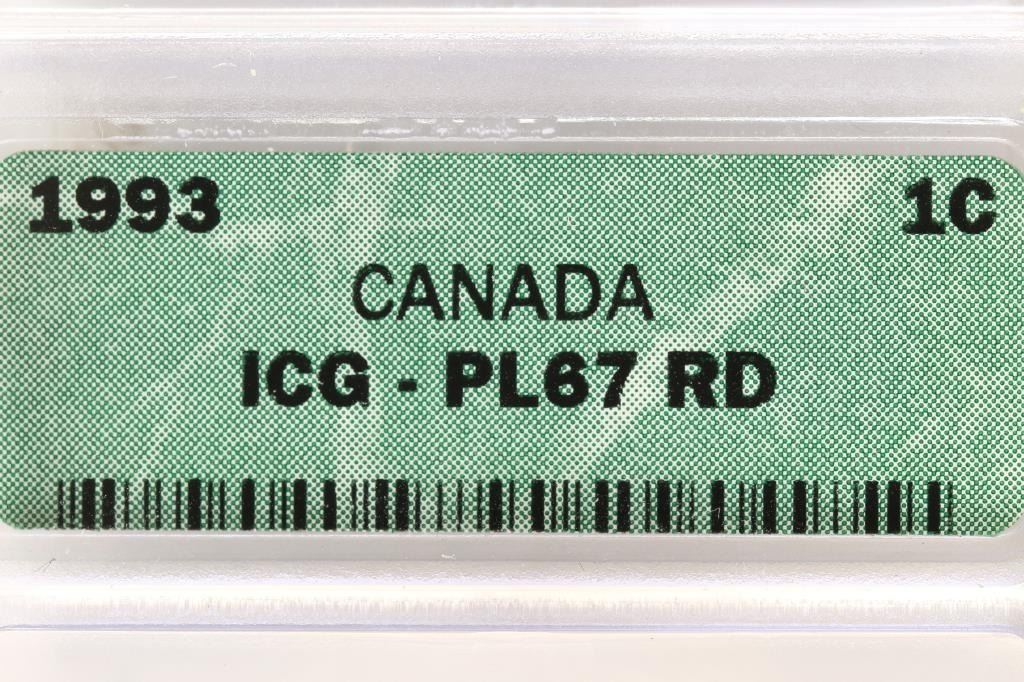 1993 1C
CANADA
ICG - PL67 RD